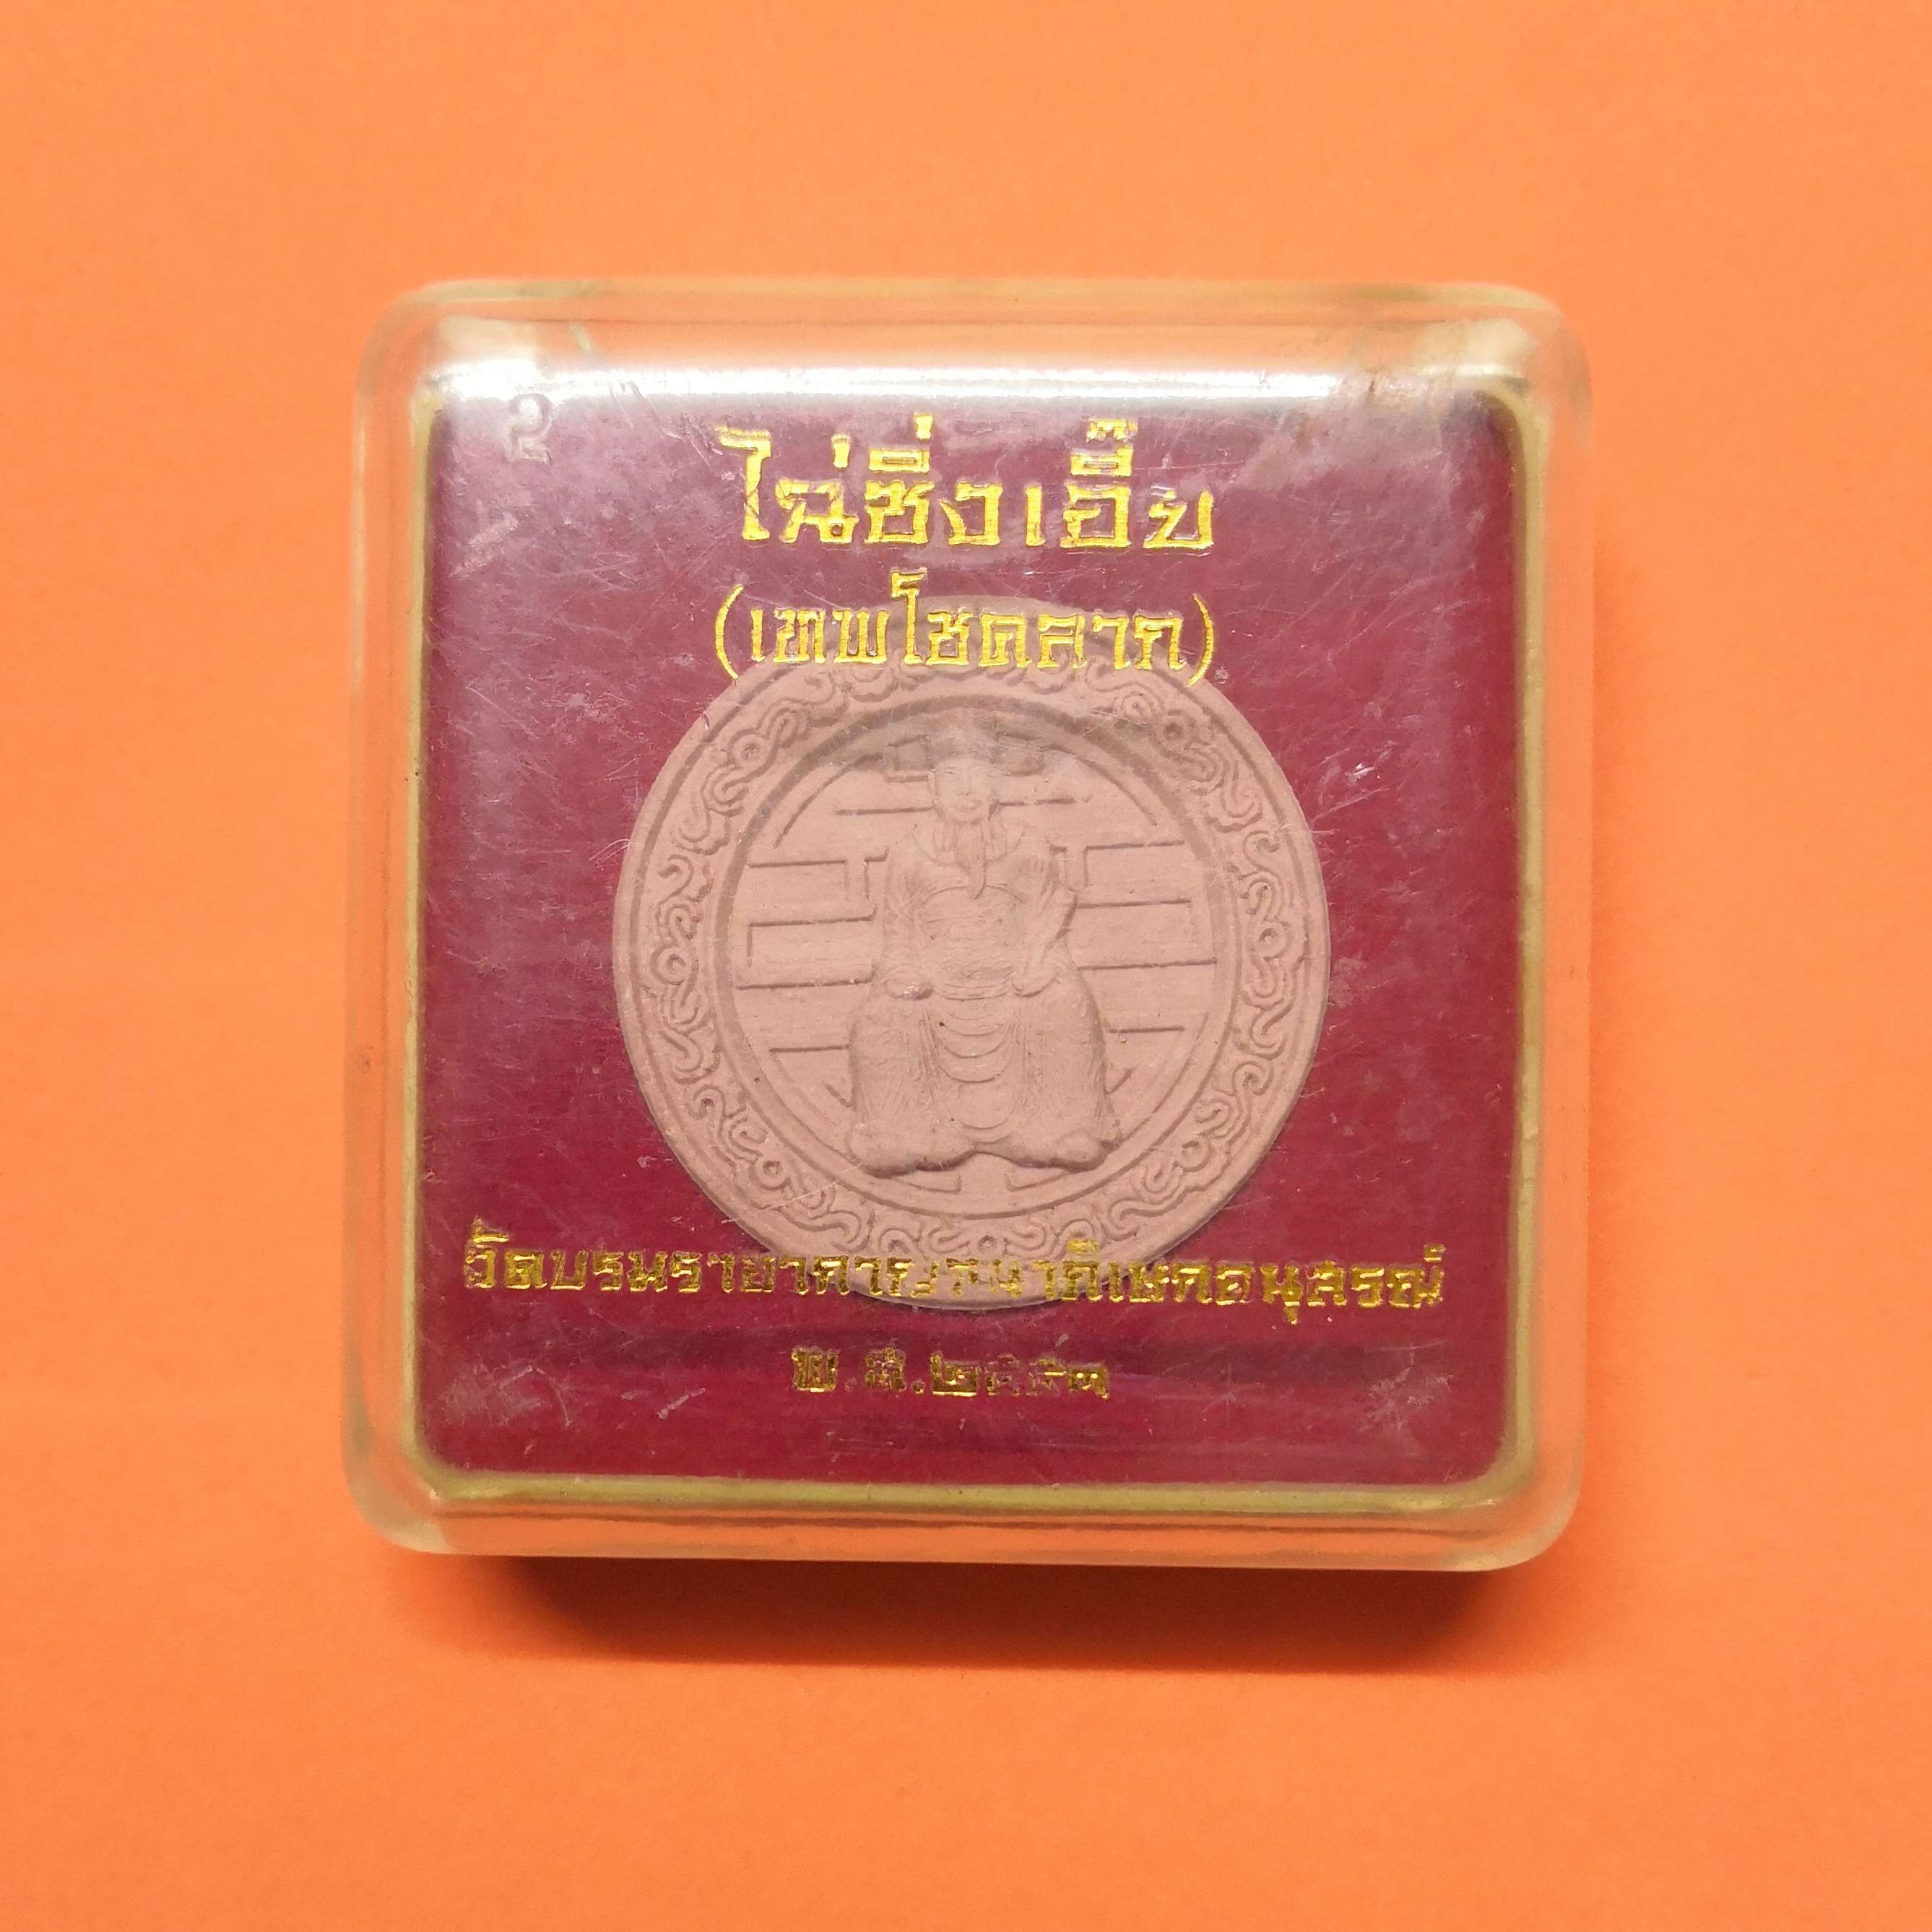 ไฉ่ซิ่งเอี๊ย
(เทพโชคลาภ)
วัดบรมราชากาญจนาภิเษกอนุสรณ์
พ.ศ.๒๕๕๓